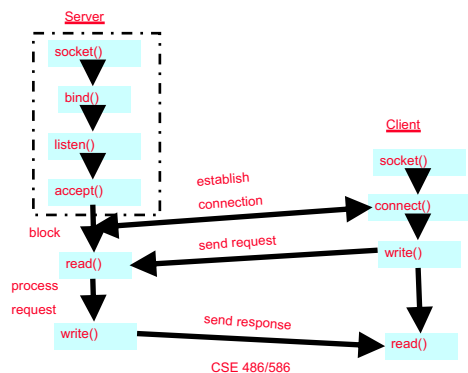 Server
socket()
bind()
listen()
accept()
block
read()
process
request
write()
establish
connection
send request
send response
Client
socket()
connect()
write()
read()
CSE 486/586